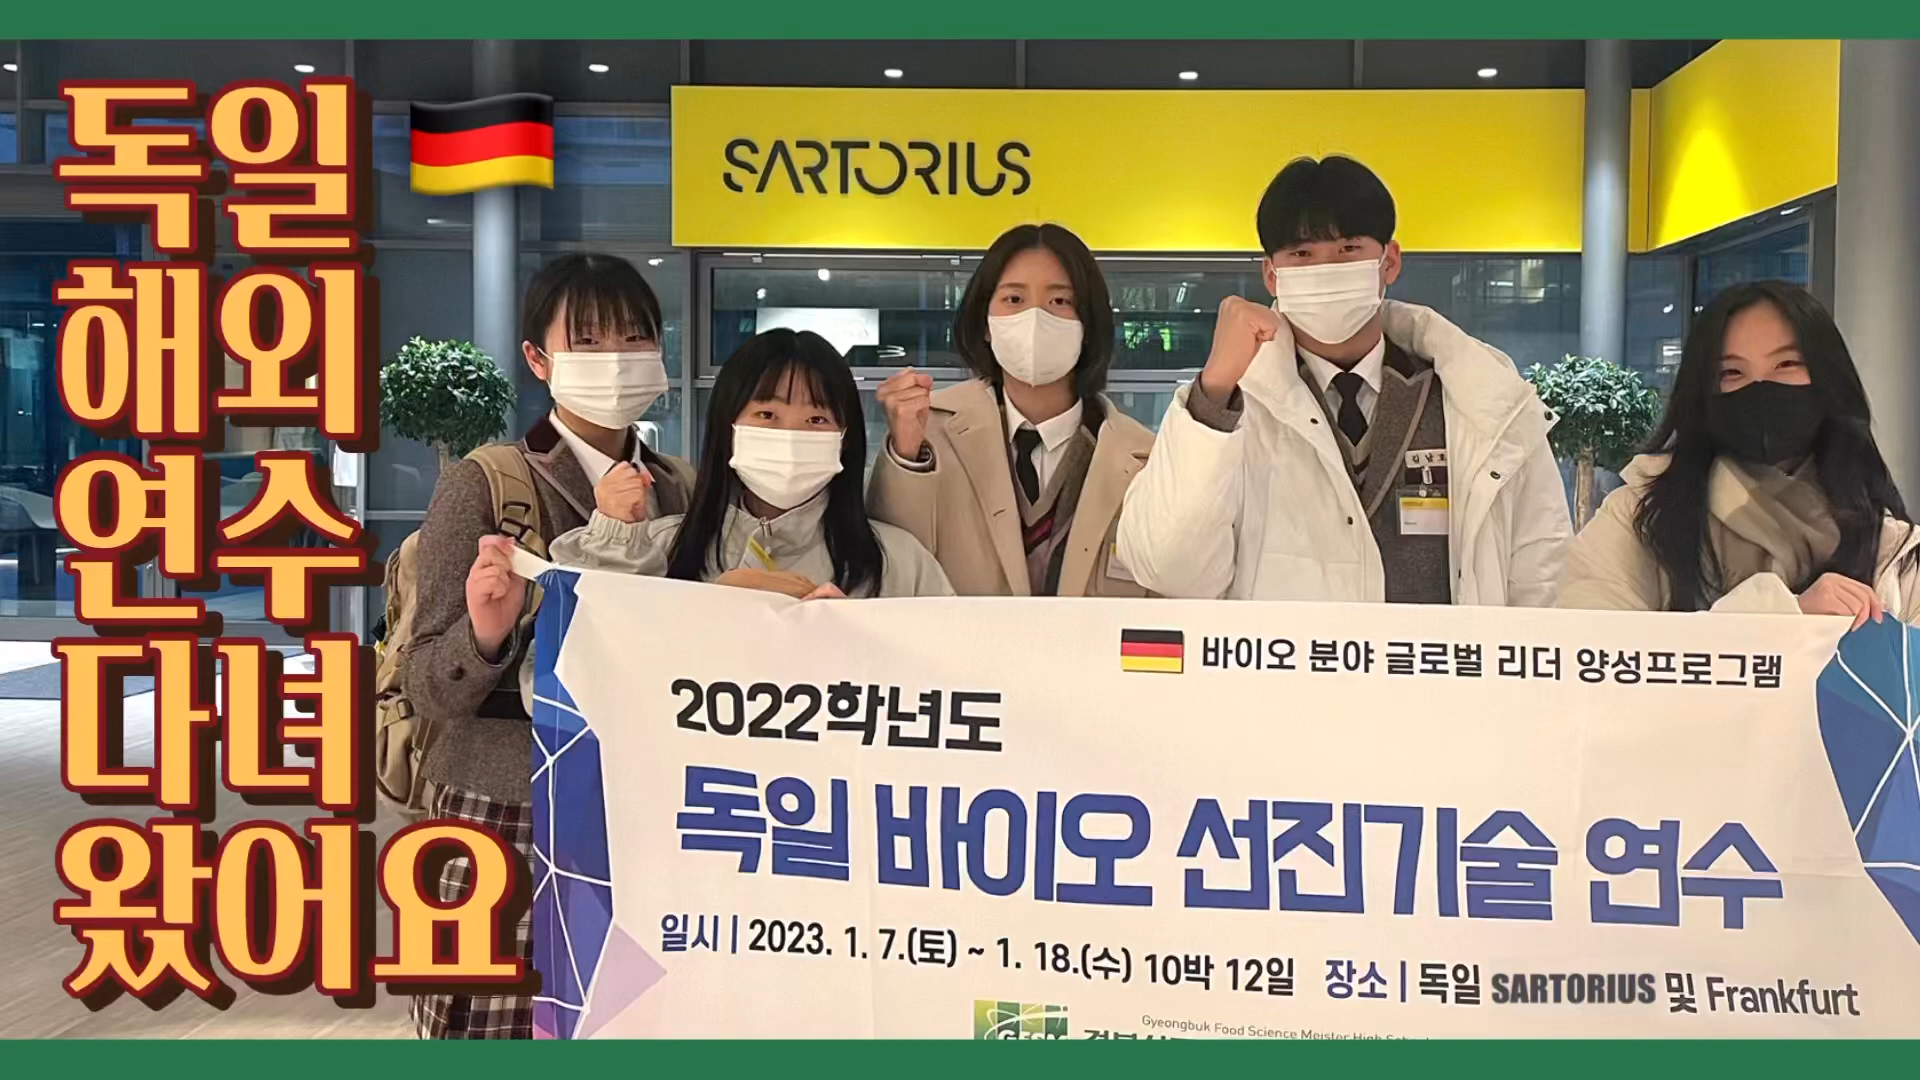 독일
해외
연수
다녀
왔어요
SARTORIUS
김남호
바이오 분야 글로벌 리더 양성프로그램
2022학년도
독일 바이오 선진기술 연수
일시 | 2023. 1. 7.(토) ~ 1. 18.(수) 10박 12일 장소 | 독일 SARTORIUS 및 Frankfurt
Gyeongbuk Food Science Meister High School